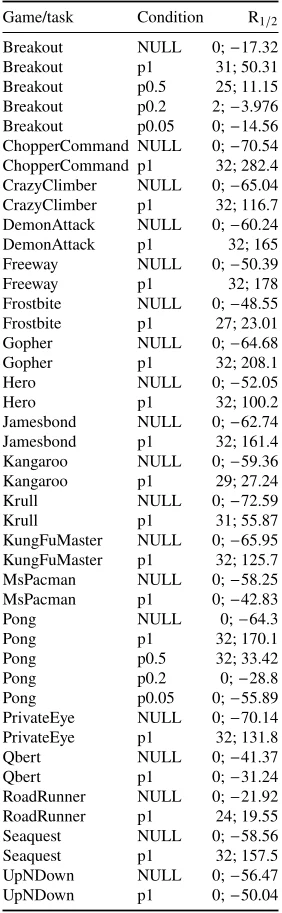 Game/task Condition R1/2
Breakout NULL 0; −17.32
Breakout p1 31; 50.31
Breakout p0.5 25; 11.15
Breakout p0.2 2; −3.976
Breakout p0.05 0; −14.56
ChopperCommand NULL 0; −70.54
ChopperCommand p1 32; 282.4
CrazyClimber NULL 0; −65.04
CrazyClimber p1 32; 116.7
DemonAttack NULL 0; −60.24
DemonAttack p1 32; 165
Freeway NULL 0; −50.39
Freeway p1 32; 178
Frostbite NULL 0; −48.55
Frostbite p1 27; 23.01
Gopher NULL 0; −64.68
Gopher p1 32; 208.1
Hero NULL 0; −52.05
Hero p1 32; 100.2
Jamesbond NULL 0; −62.74
Jamesbond p1 32; 161.4
Kangaroo NULL 0; −59.36
Kangaroo p1 29; 27.24
Krull NULL 0; −72.59
Krull p1 31; 55.87
KungFuMaster NULL 0; −65.95
KungFuMaster p1 32; 125.7
MsPacman NULL 0; −58.25
MsPacman p1 0; −42.83
Pong NULL 0; −64.3
Pong p1 32; 170.1
Pong p0.5 32; 33.42
Pong p0.2 0; −28.8
Pong p0.05 0; −55.89
PrivateEye NULL 0; −70.14
PrivateEye p1 32; 131.8
Qbert NULL 0; −41.37
Qbert p1 0; −31.24
RoadRunner NULL 0; −21.92
RoadRunner p1 24; 19.55
Seaquest NULL 0; −58.56
Seaquest p1 32; 157.5
UpNDown NULL 0; −56.47
UpNDown p1 0; −50.04